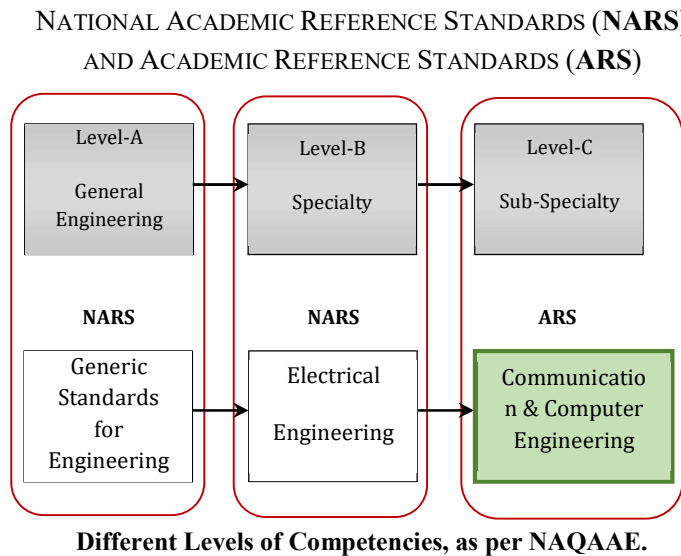 NATIONAL ACADEMIC REFERENCE STANDARDS (NARS)
AND ACADEMIC REFERENCE STANDARDS (ARS)
Level-A
General
Engineering
Level-B
Specialty
Level-C
Sub-Specialty
NARS
NARS
ARS
Generic
Standards
for
Engineering
Electrical
Engineering
Communicatio
n & Computer
Engineering
Different Levels of Competencies, as per NAQAAE.